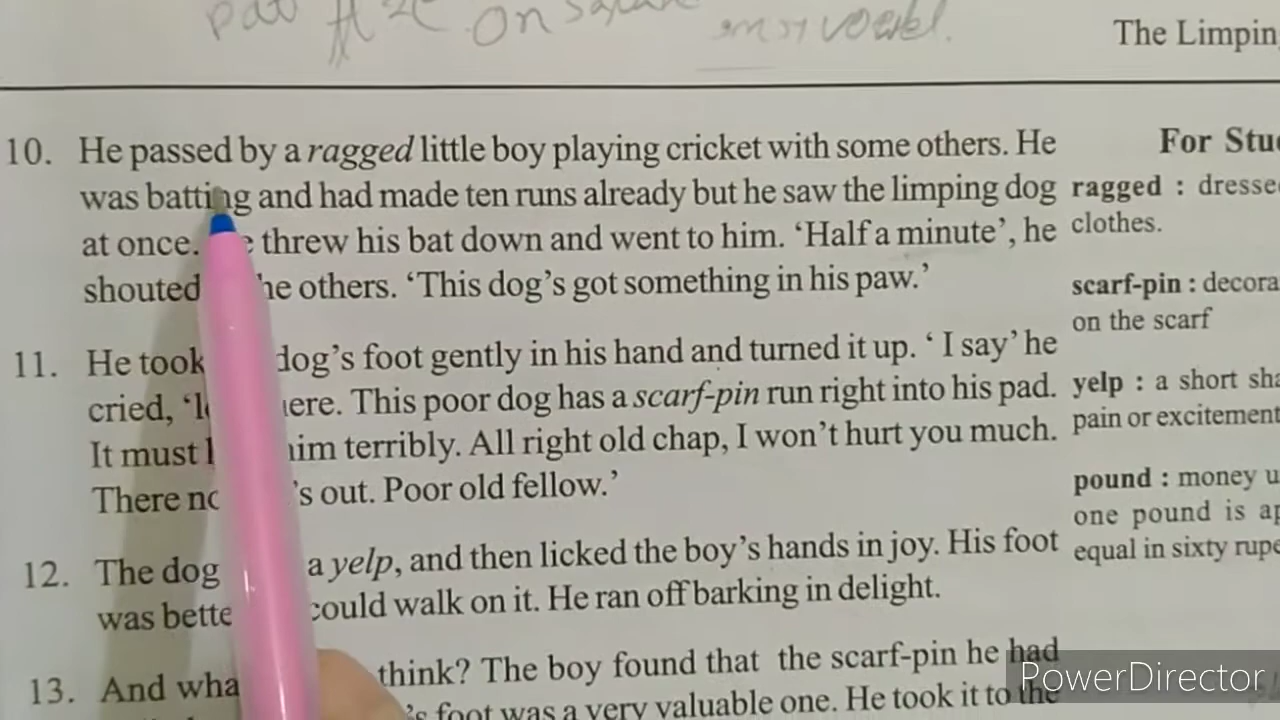 on
vowel.
The Limpin
10. He passed by a ragged little boy playing cricket with some others. He
was batting and had made ten runs already but he saw the limping dog
at once. threw his bat down and went to him. ‘Half a minute’, he
shouted he others. ‘This dog’s got something in his paw.’
11. He took dog’s foot gently in his hand and turned it up. ‘ I say’ he
cried, ere. This poor dog has a scarf-pin run right into his pad.
It must him terribly. All right old chap, I won’t hurt you much.
There ’s out. Poor old fellow.’
12. The dog a yelp, and then licked the boy’s hands in joy. His foot
was bette could walk on it. He ran off barking in delight.
13. And wha think? The boy found that the scarf-pin he had
’s foot was a very valuable one. He took it to the
For Stu
ragged : dresse
clothes.
scarf-pin : decora
on the scarf
yelp : a short sha
pain or excitement
pound : money u
one pound is ap
equal in sixty rupe
PowerDirector